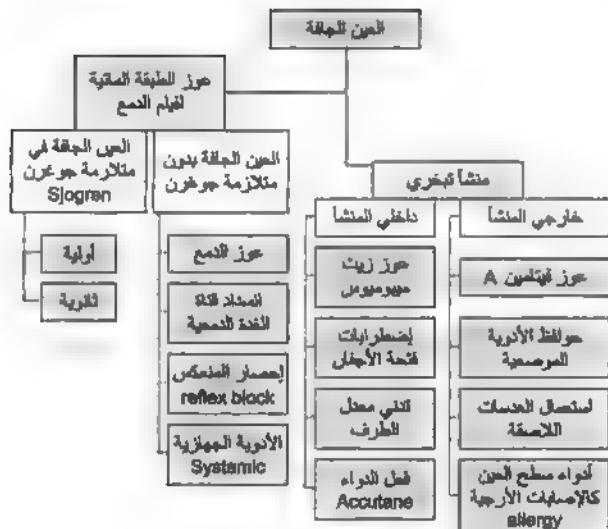 العين الجافة
عوز الطبقة المائية
لفيلم الدمع
العين الجافة في
متلازمة جوغرن
Sjogren
العين الجافة بدون
متلازمة جوغرن
أولية
ثانوية
عوز الدمع
انسداد قناة
الغدة الدمعية
إحصار المنعكس
reflex block
الأدوية الجهازية
Systamic
منشأ تبخري
داخلي المنشأ
خارجي المنشأ
عوز زيت
ميبوميوس
إضطرابات
فتحة الأجفان
تدني معدل
الطرف
فعل الدواء
Accutane
عوز فيتامين A
حوافظ الأدوية
الموضعية
استعمال العدسات
اللاصقة
أدواء سطح العين
كالإصابات الأرجية
allergy